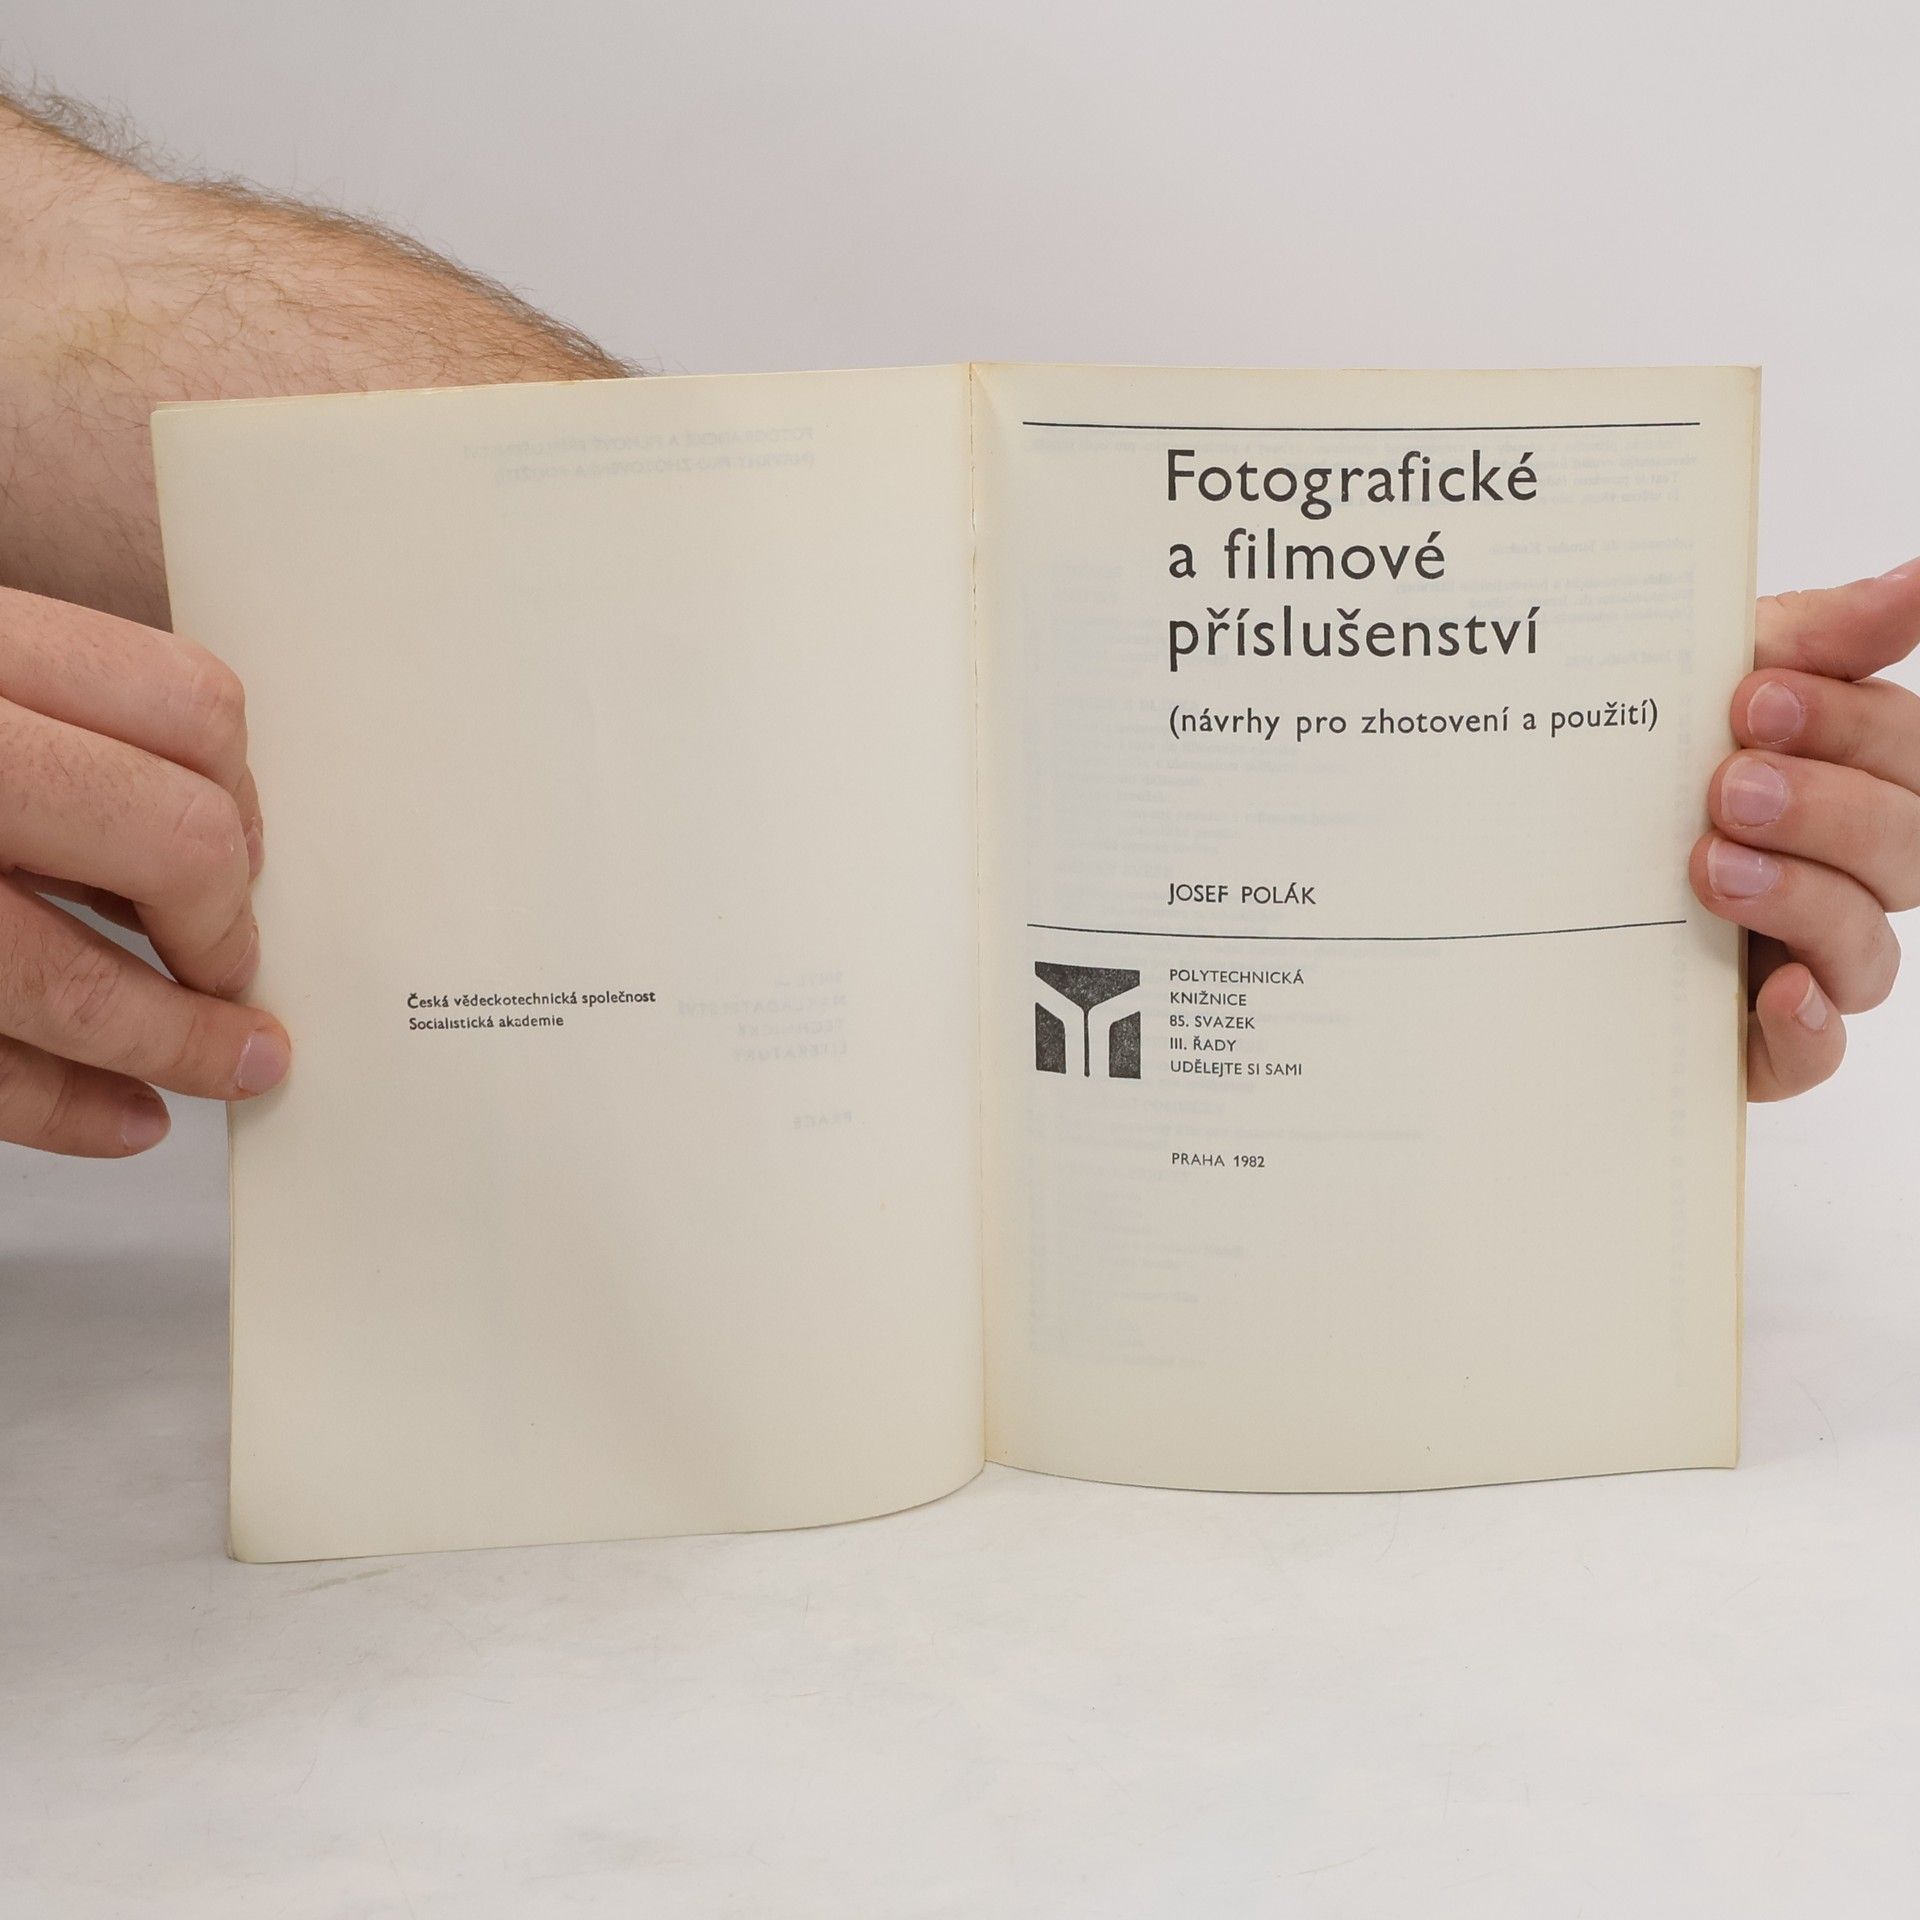 Česká vědeckotechnická společnost
Socialistická akademie
Fotografické
a filmové
příslušenství
(návrhy pro zhotovení a použití)
JOSEF POLÁK
POLYTECHNICKÁ
KNIŽNICE
85. SVAZEK
III. ŘADY
UDĚLEJTE SI SAMI
PRAHA 1982